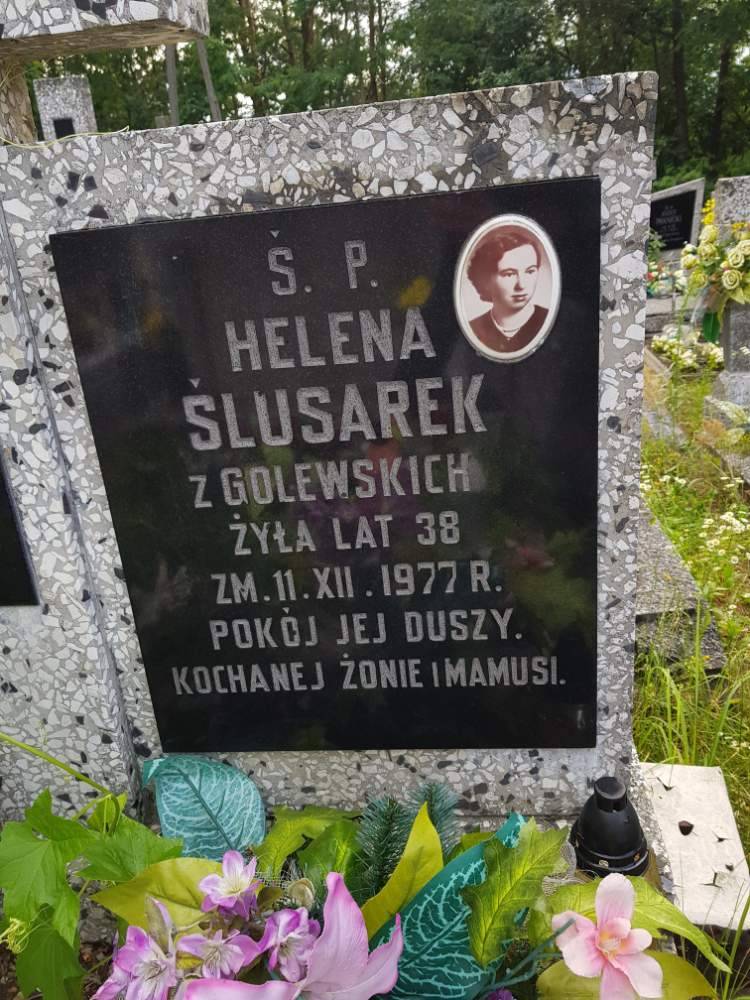 Ś. P.
HELENA
ŚLUSAREK
Z GOLEWSKICH
ŻYŁA LAT 38
ZM. 11. XII. 1977 R.
POKÓJ JEJ DUSZY.
KOCHANEJ ŻONIE I MAMUSI.